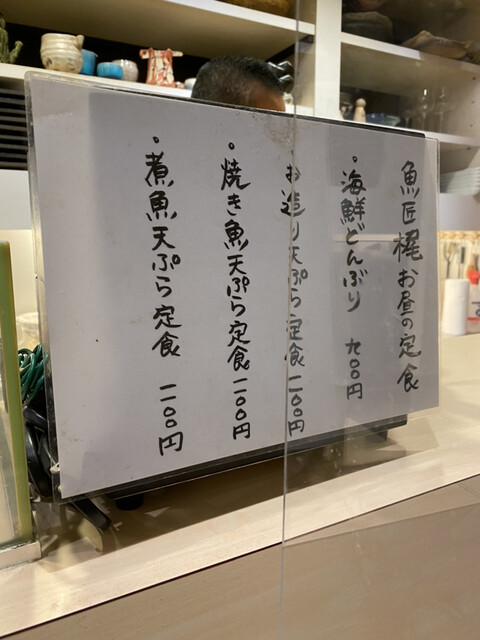 魚匠梶お昼の定食
・海鮮どんぶり 九〇〇円
お造り天ぷら定食 一一〇〇円
・焼き魚天ぷら定食 一一〇〇円
・煮魚天ぷら定食 一一〇〇円